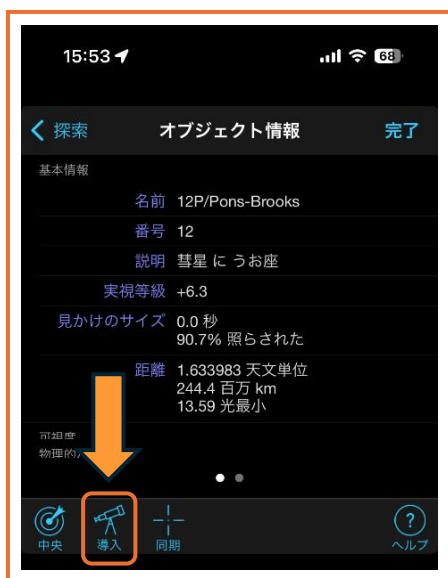 15:53
68
探索
オブジェクト情報
完了
基本情報
名前 12P/Pons-Brooks
番号 12
説明 彗星 に うお座
実視等級 +6.3
見かけのサイズ 0.0 秒
90.7% 照らされた
距離 1.633983 天文単位
244.4 百万 km
13.59 光最小
可視度
物理的
中央
導入
同期
?
ヘルプ